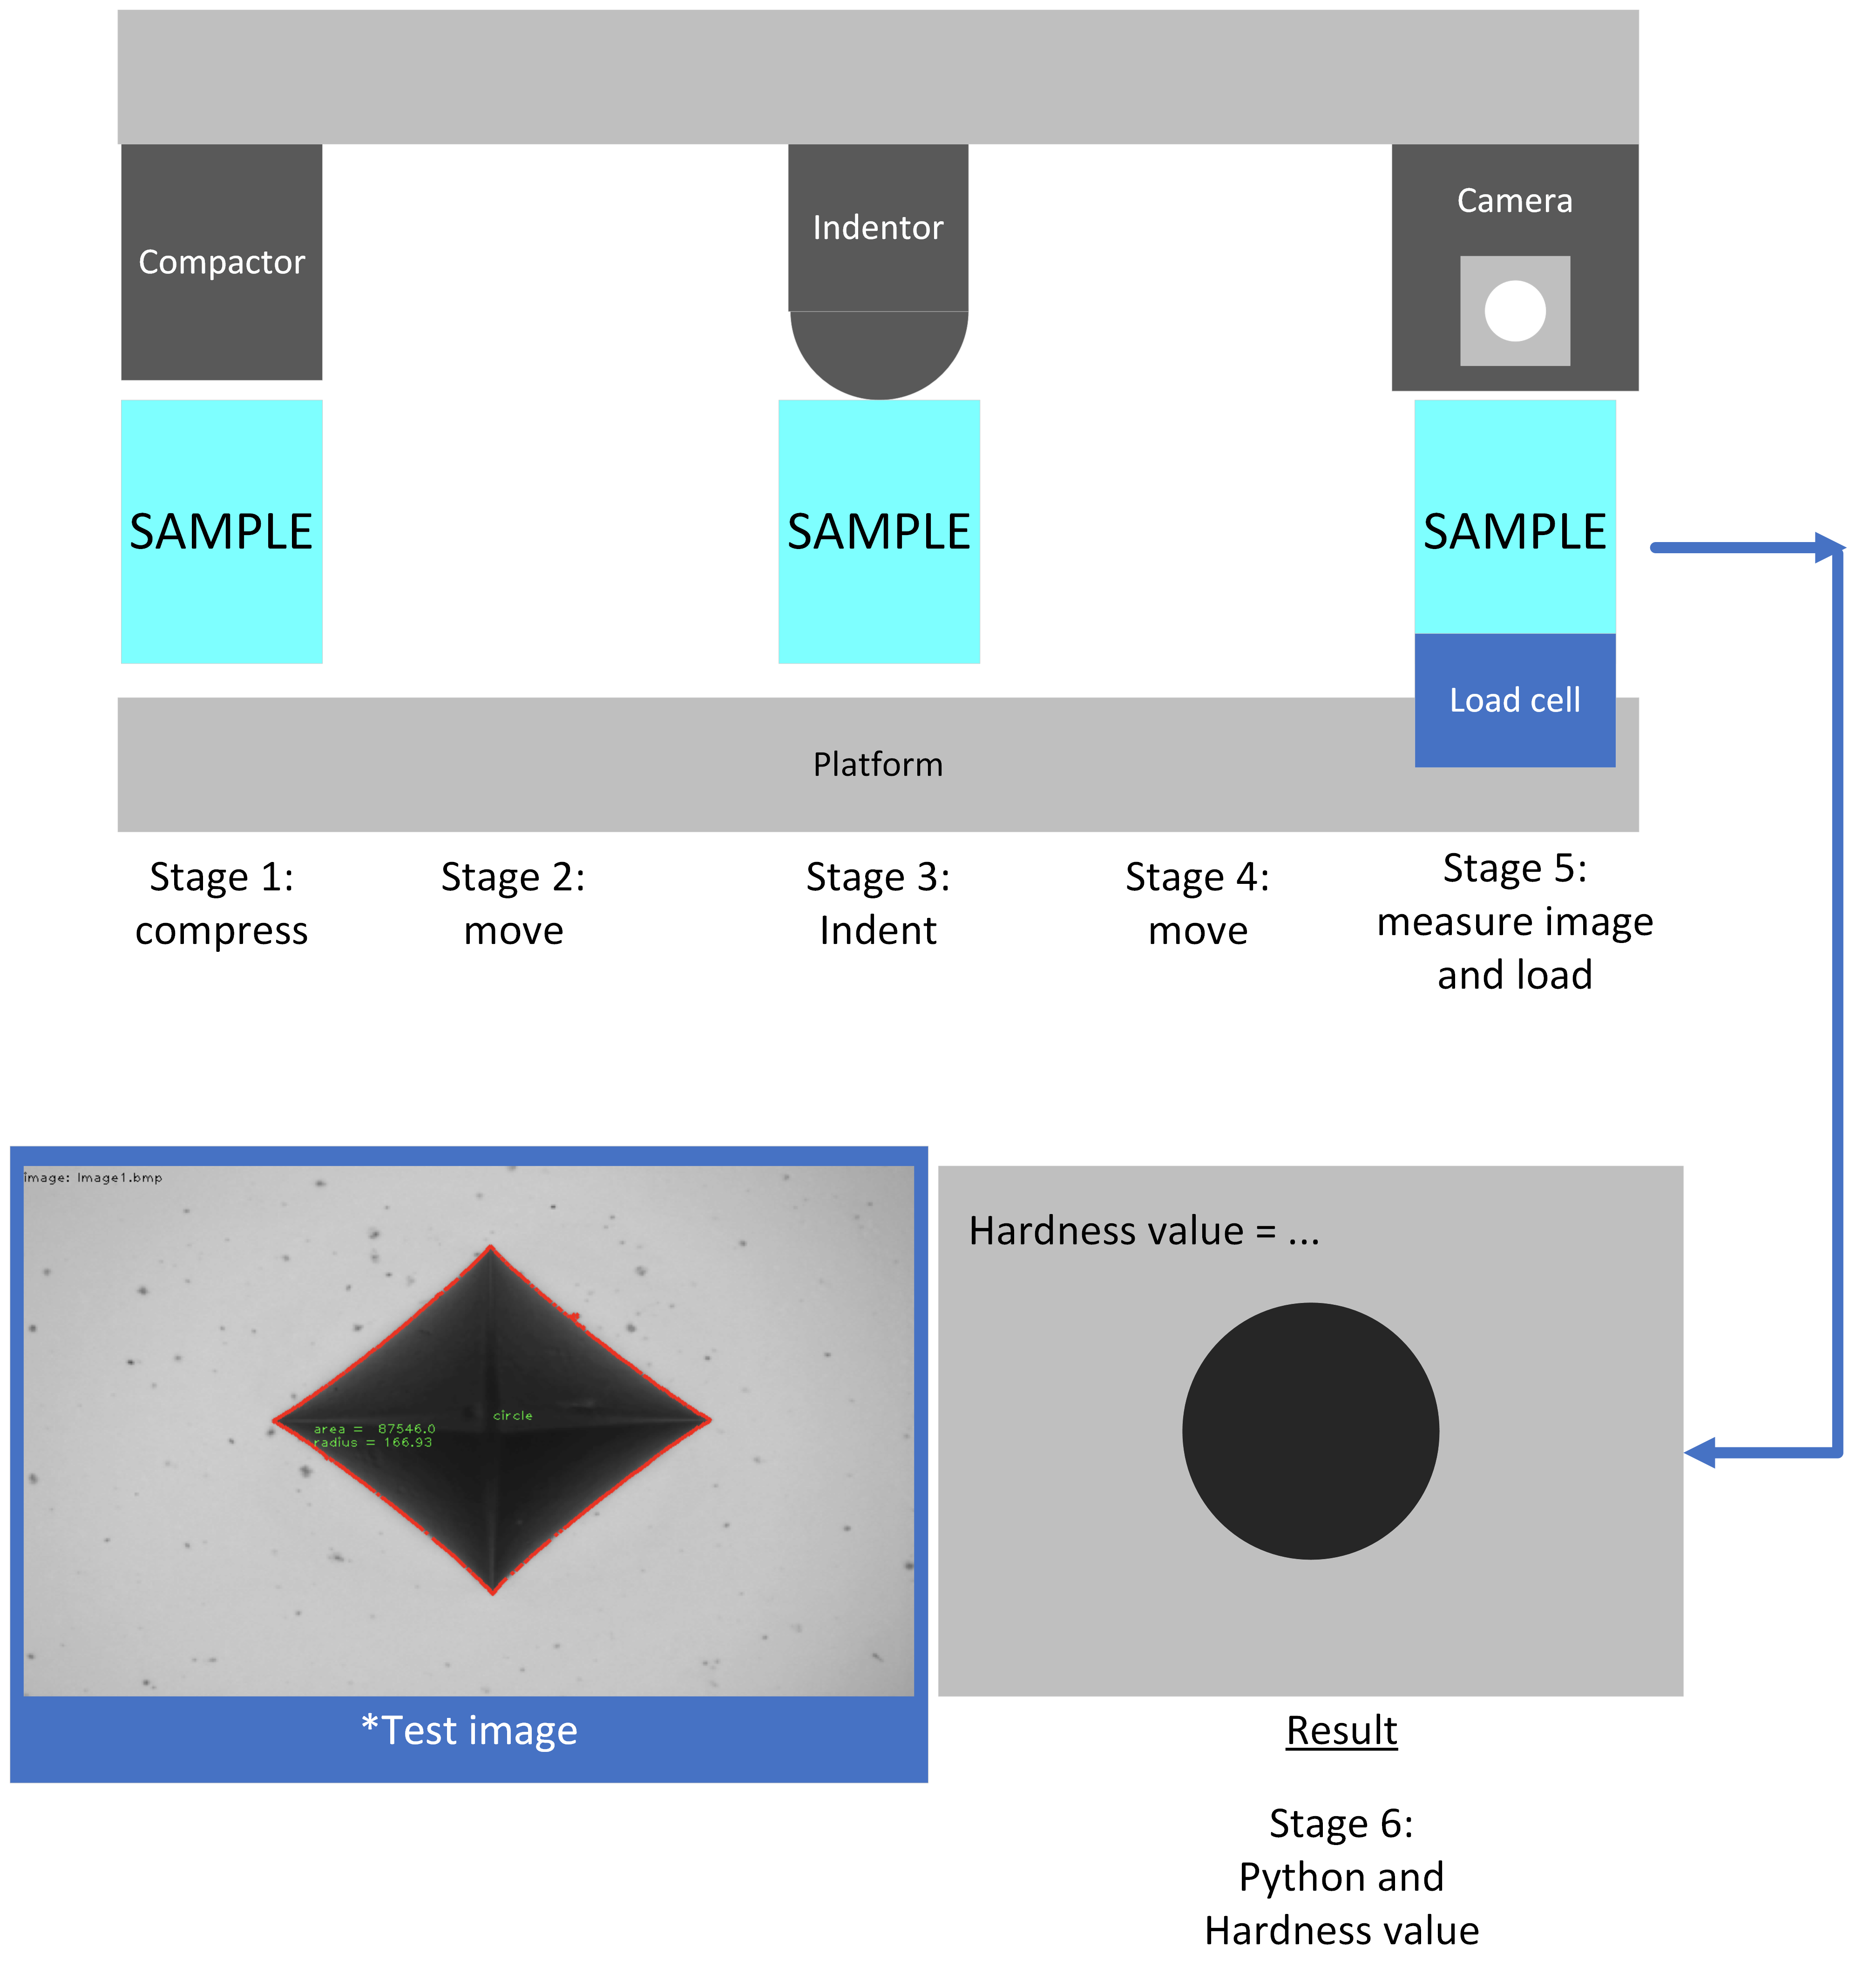 Compactor
Indentor
Camera
SAMPLE
SAMPLE
SAMPLE
Load cell
Platform
Stage 1:
compress
Stage 2:
move
Stage 3:
Indent
Stage 4:
move
Stage 5:
measure image
and load
image: Image1.bmp
circle
area = 87546.0
radius = 166.93
*Test image
Hardness value = ...
Result
Stage 6:
Python and
Hardness value